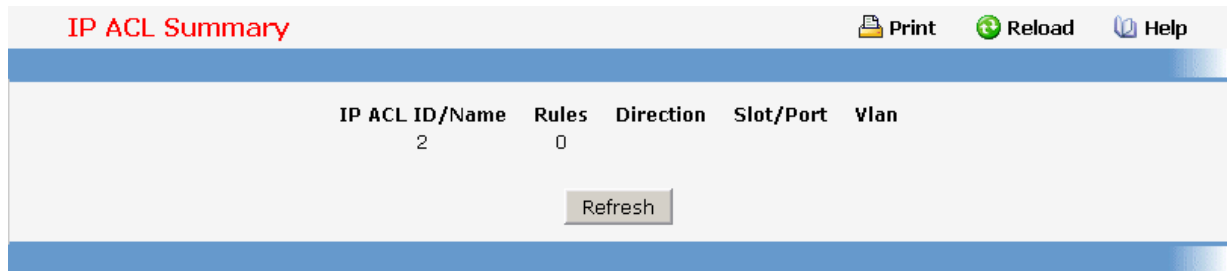 IP ACL Summary Print Reload Help
IP ACL ID/Name Rules Direction Slot/Port Vlan
2 0
Refresh